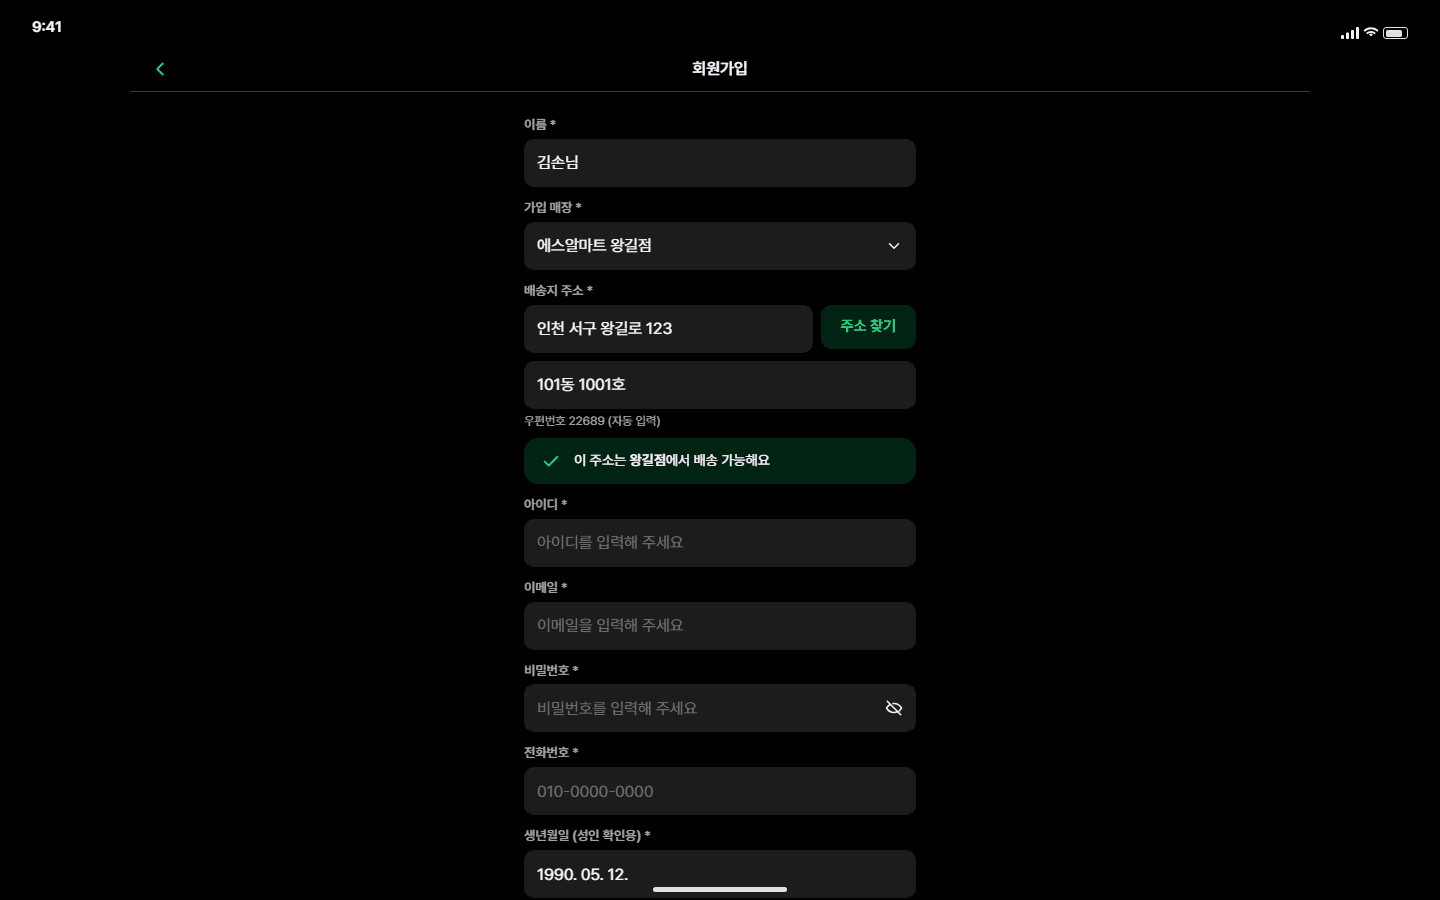 9:41
회원가입
이름 *
김손님
가입 매장 *
에스알마트 왕길점
배송지 주소 *
인천 서구 왕길로 123
주소 찾기
101동 1001호
우편번호 22689 (자동 입력)
이 주소는 왕길점에서 배송 가능해요
아이디 *
아이디를 입력해 주세요
이메일 *
이메일을 입력해 주세요
비밀번호 *
비밀번호를 입력해 주세요
전화번호 *
010-0000-0000
생년월일 (성인 확인용) *
1990. 05. 12.